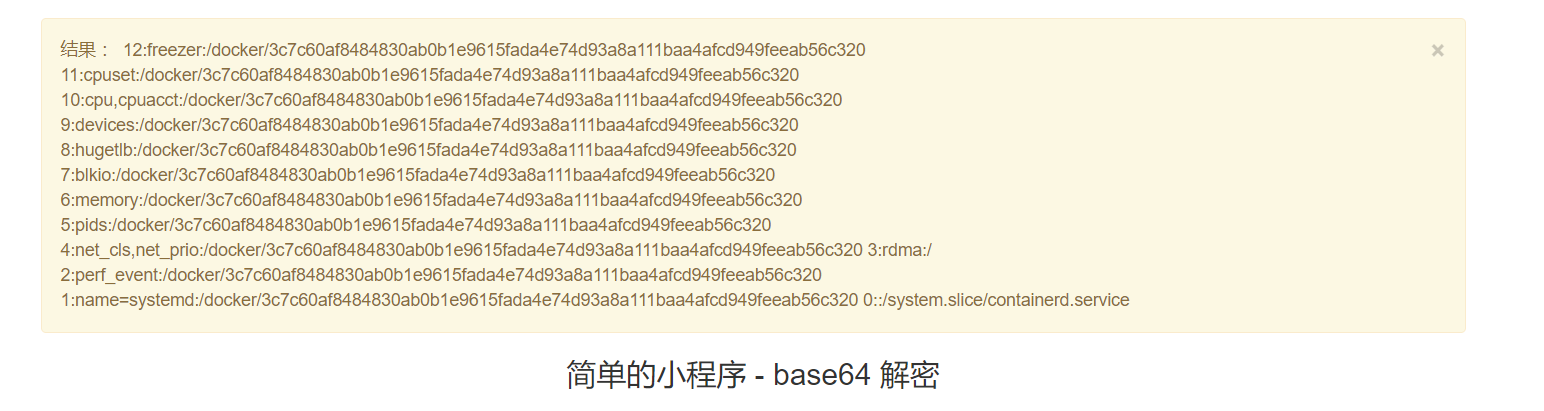 结果： 12:freezer:/docker/3c7c60af8484830ab0b1e9615fada4e74d93a8a111baa4afcd949feeab56c320
×
11:cpuset:/docker/3c7c60af8484830ab0b1e9615fada4e74d93a8a111baa4afcd949feeab56c320
10:cpu,cpuacct:/docker/3c7c60af8484830ab0b1e9615fada4e74d93a8a111baa4afcd949feeab56c320
9:devices:/docker/3c7c60af8484830ab0b1e9615fada4e74d93a8a111baa4afcd949feeab56c320
8:hugetlb:/docker/3c7c60af8484830ab0b1e9615fada4e74d93a8a111baa4afcd949feeab56c320
7:blkio:/docker/3c7c60af8484830ab0b1e9615fada4e74d93a8a111baa4afcd949feeab56c320
6:memory:/docker/3c7c60af8484830ab0b1e9615fada4e74d93a8a111baa4afcd949feeab56c320
5:pids:/docker/3c7c60af8484830ab0b1e9615fada4e74d93a8a111baa4afcd949feeab56c320
4:net_cls,net_prio:/docker/3c7c60af8484830ab0b1e9615fada4e74d93a8a111baa4afcd949feeab56c320 3:rdma:/
2:perf_event:/docker/3c7c60af8484830ab0b1e9615fada4e74d93a8a111baa4afcd949feeab56c320
1:name=systemd:/docker/3c7c60af8484830ab0b1e9615fada4e74d93a8a111baa4afcd949feeab56c320 0::/system.slice/containerd.service
简单的小程序 - base64 解密